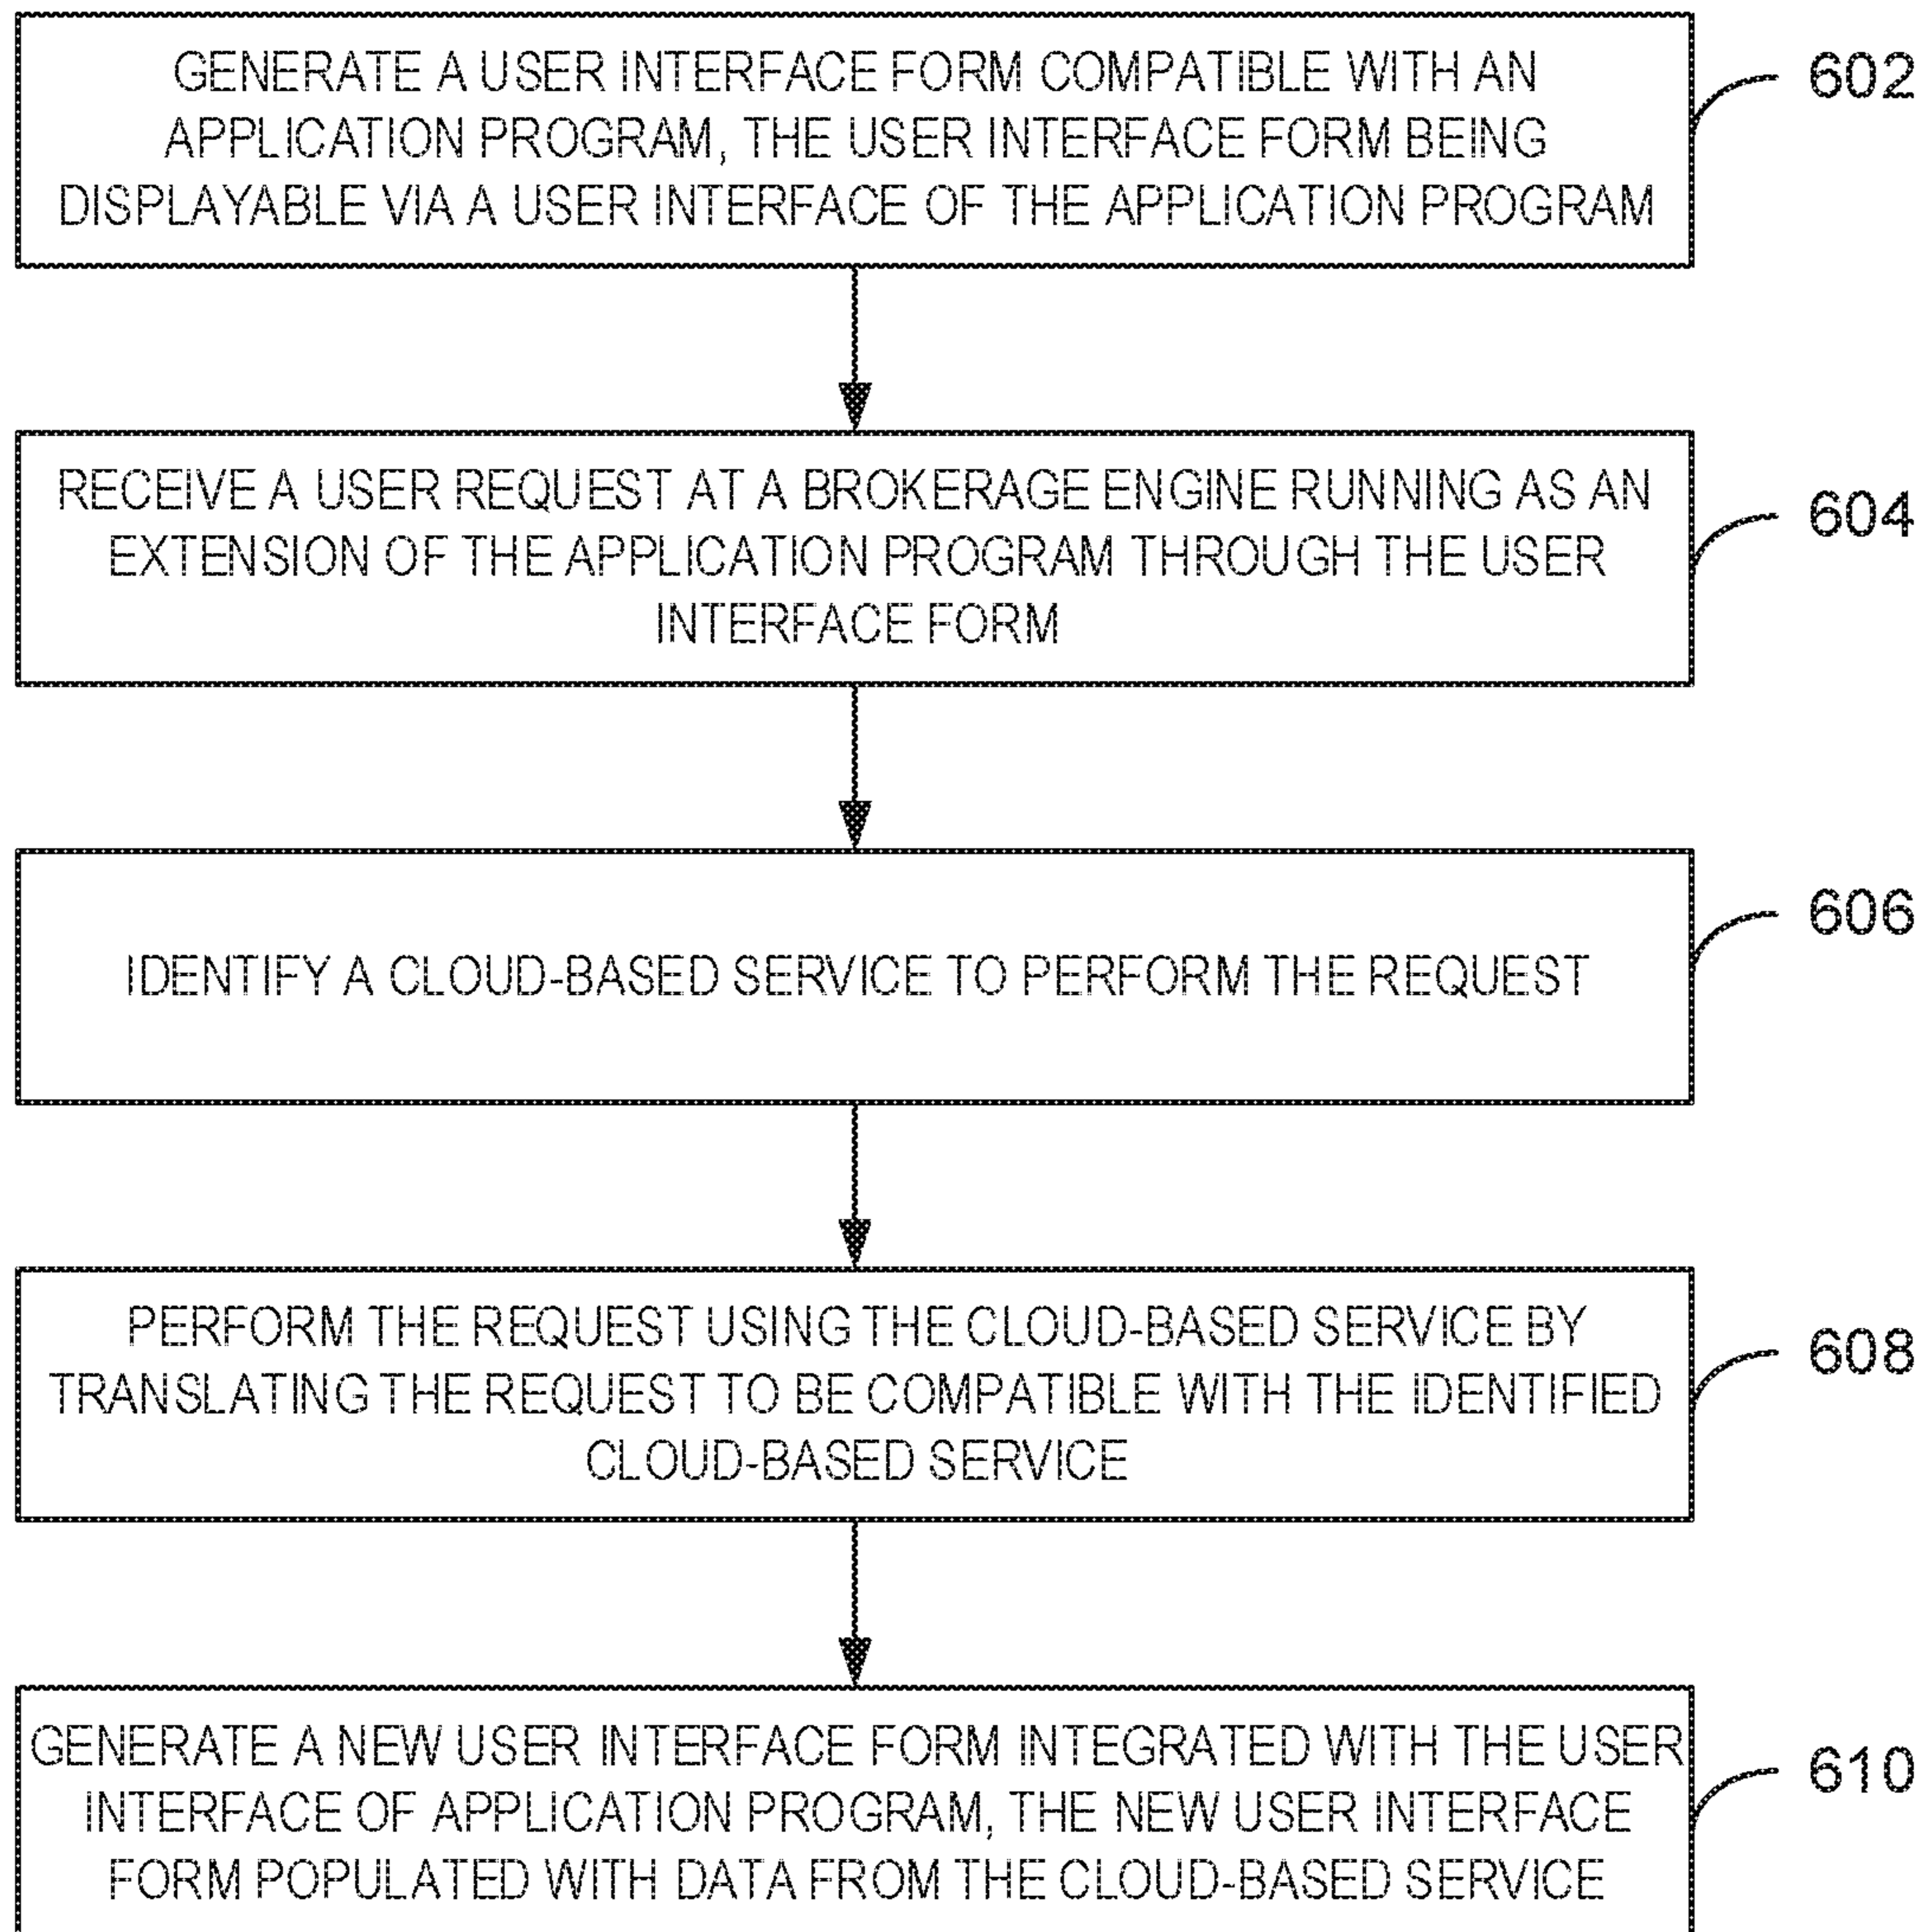 GENERATE A USER INTERFACE FORM COMPATIBLE WITH AN
APPLICATION PROGRAM, THE USER INTERFACE FORM BEING
DISPLAYABLE VIA A USER INTERFACE OF THE APPLICATION PROGRAM
602
RECEIVE A USER REQUEST AT A BROKERAGE ENGINE RUNNING AS AN
EXTENSION OF THE APPLICATION PROGRAM THROUGH THE USER
INTERFACE FORM
604
IDENTIFY A CLOUD-BASED SERVICE TO PERFORM THE REQUEST
606
PERFORM THE REQUEST USING THE CLOUD-BASED SERVICE BY
TRANSLATING THE REQUEST TO BE COMPATIBLE WITH THE IDENTIFIED
CLOUD-BASED SERVICE
608
GENERATE A NEW USER INTERFACE FORM INTEGRATED WITH THE USER
INTERFACE OF APPLICATION PROGRAM, THE NEW USER INTERFACE
FORM POPULATED WITH DATA FROM THE CLOUD-BASED SERVICE
610